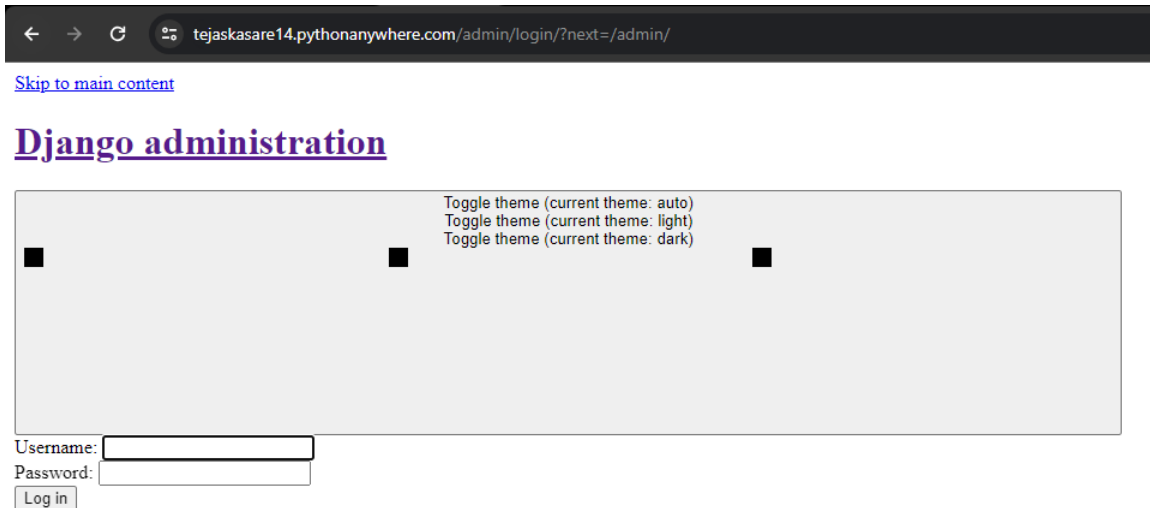 tejaskasare14.pythonanywhere.com/admin/login/?next=/admin/
Skip to main content
Django administration
Toggle theme (current theme: auto)
Toggle theme (current theme: light)
Toggle theme (current theme: dark)
Username:
Password:
Log in